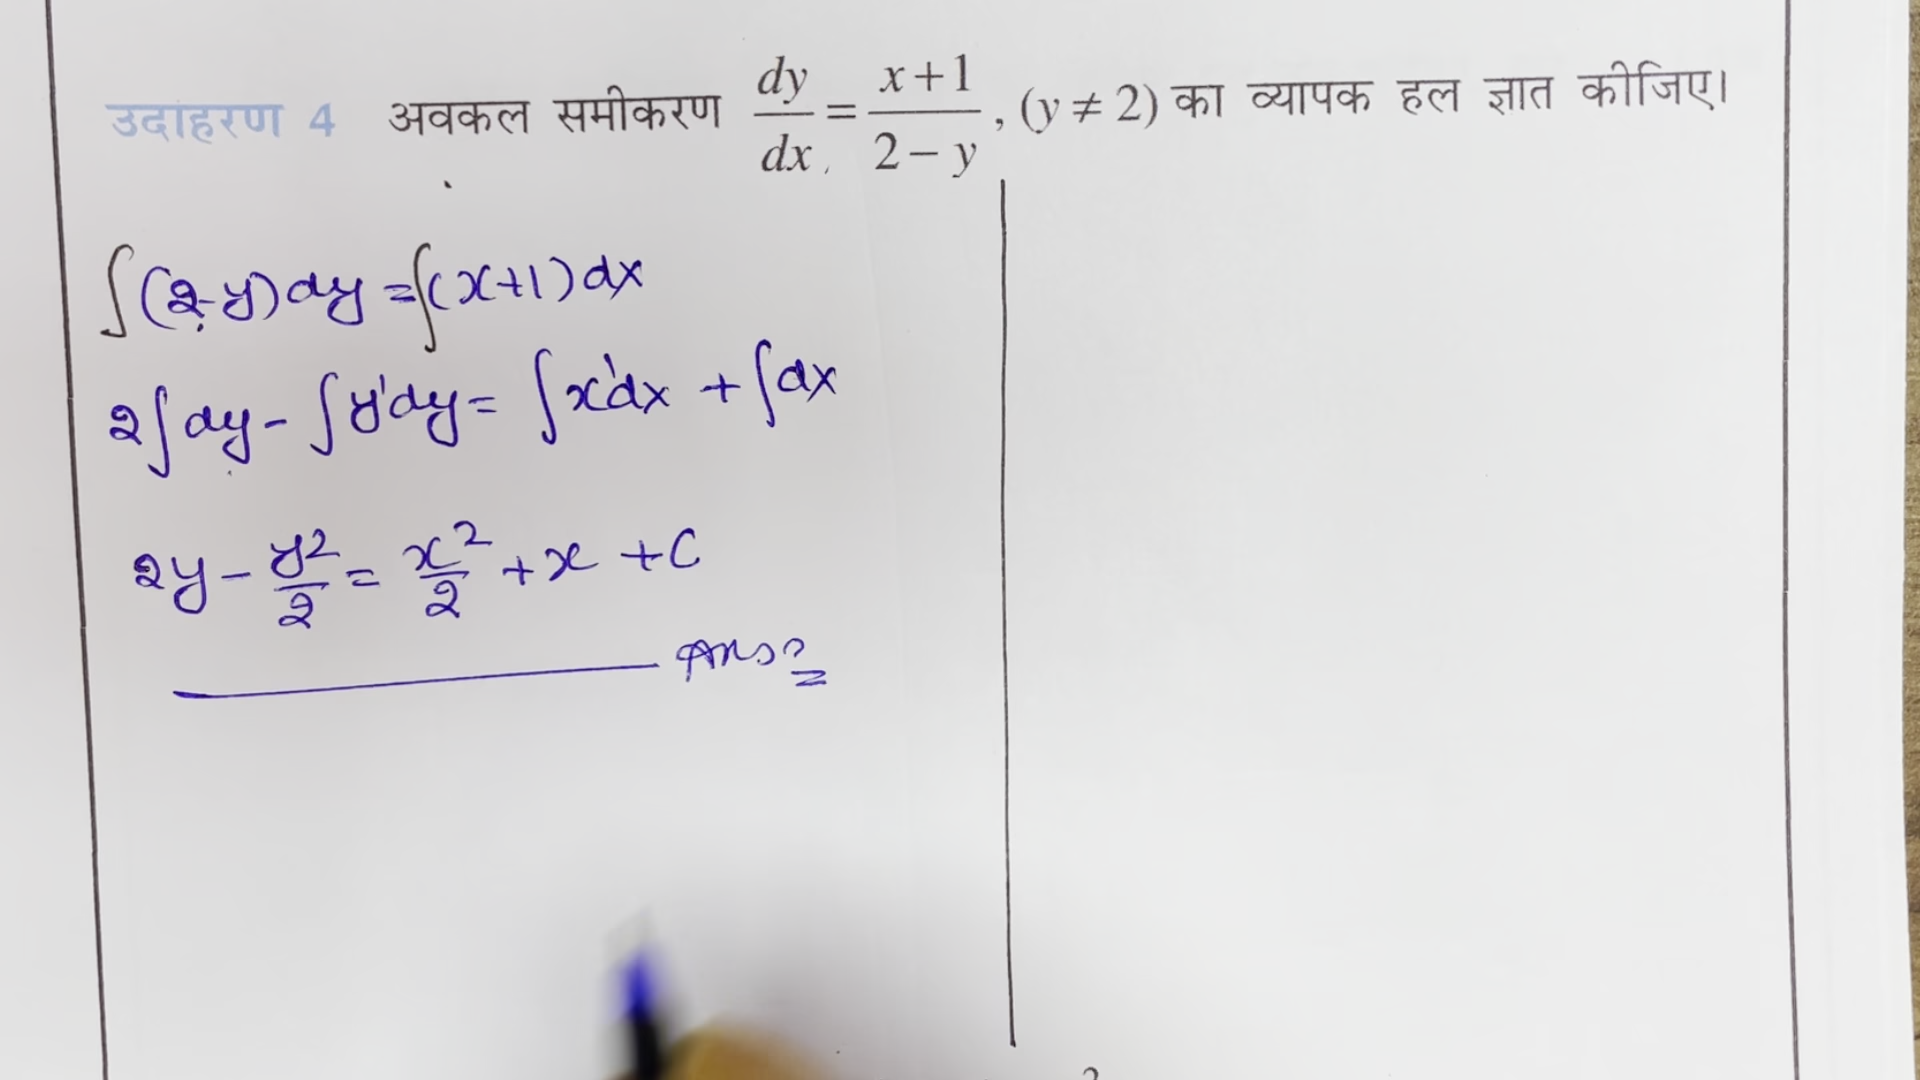 उदाहरण 4 अवकल समीकरण dy/dx = (x+1)/(2–y), (y ≠ 2) का व्यापक हल ज्ञात कीजिए।
∫(2-y)dy = ∫(x+1)dx
2∫dy - ∫y¹dy = ∫x¹dx + ∫dx
2y - y²/2 = x²/2 + x + C
Ans